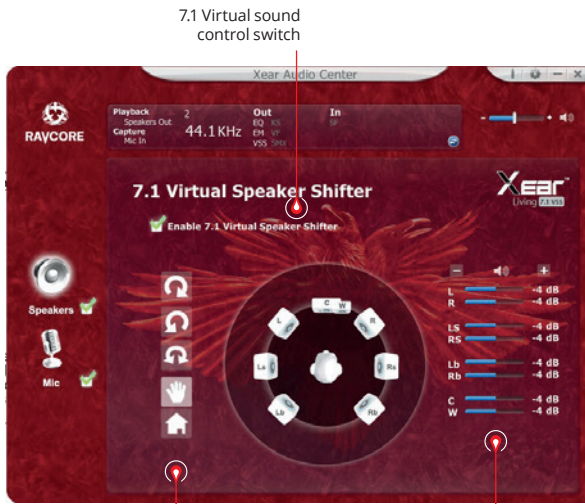 7.1 Virtual sound
control switch
Xear Audio Center
RAVCORE
Playback 2 Out In
Speakers Out EQ KS SP
Capture 44.1KHz EM VF
Mic In VSS SMX
7.1 Virtual Speaker Shifter
Xear
Living 7.1 VSS
Enable 7.1 Virtual Speaker Shifter
Speakers
Mic
C W
L R
Ls Rs
Lb Rb
L -4 dB
R -4 dB
LS -4 dB
RS -4 dB
Lb -4 dB
Rb -4 dB
C -4 dB
W -4 dB